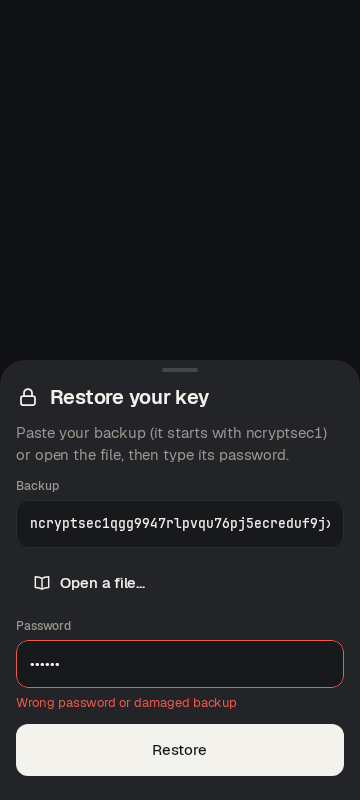 Restore your key
Paste your backup (it starts with ncryptsec1)
or open the file, then type its password.
Backup
ncryptsec1qgg9947rlpvqu76pj5ecreduf9j
Open a file...
Password
••••••
Wrong password or damaged backup
Restore